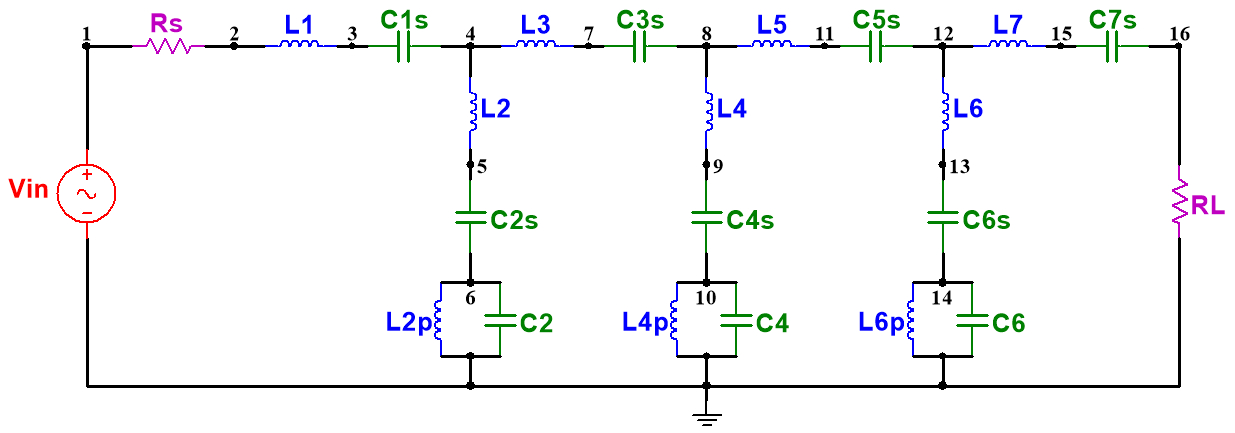 Rs L1 C1s L3 C3s L5 C5s L7 C7s
1 2 3 4 7 8 11 12 15 16
L2 L4 L6
5 9 13
Vin + − RL
C2s C4s C6s
6 10 14
L2p C2 L4p C4 L6p C6